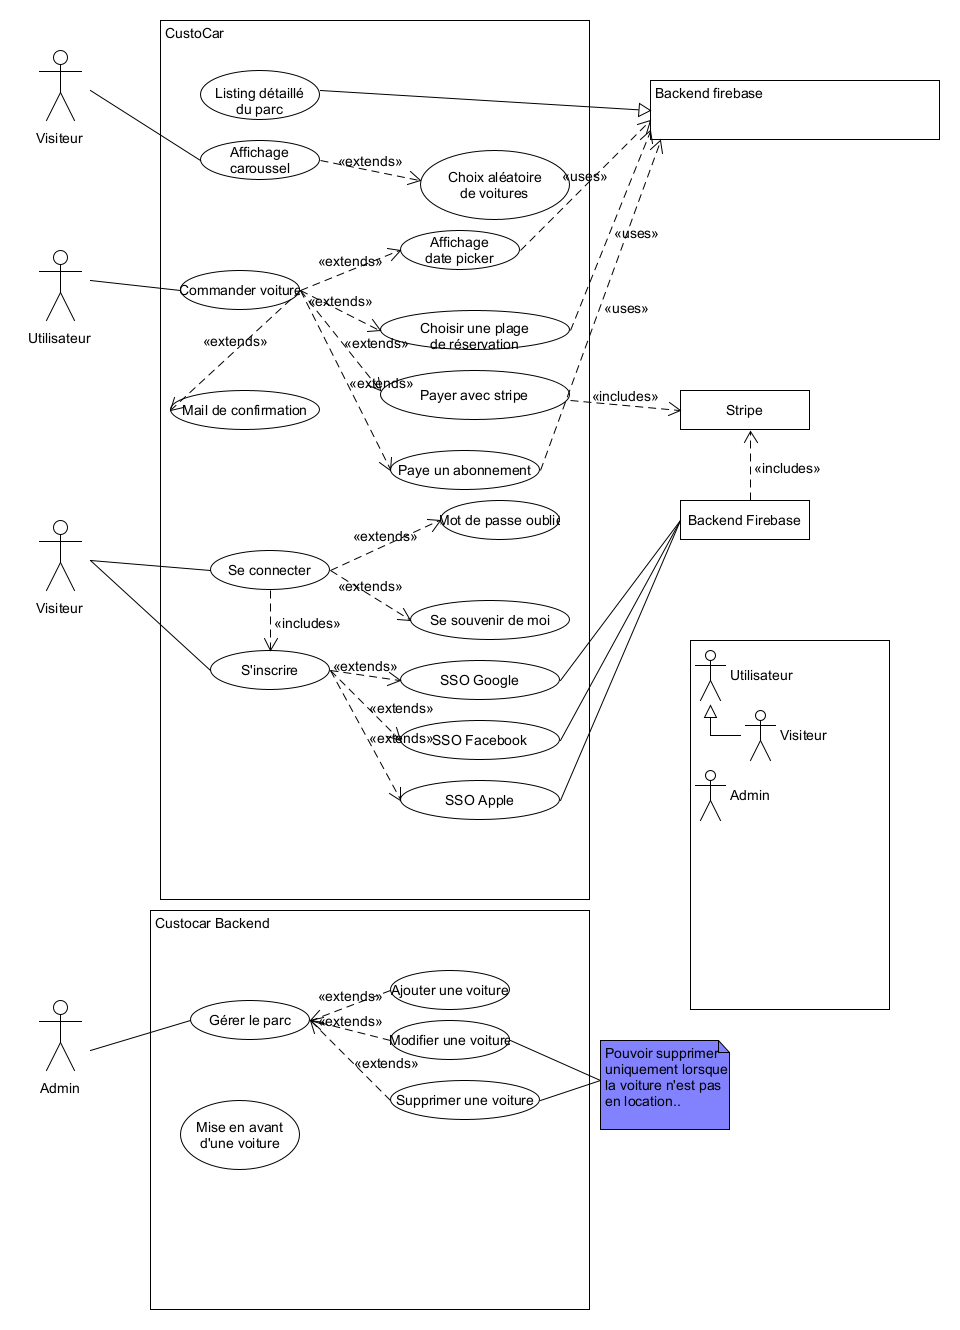 CustoCar
Visiteur
Listing détaillé
du parc
Backend firebase
Affichage
caroussel
«extends»
Choix aléatoire
de voitures
«uses»
Affichage
date picker
«uses»
«extends»
Utilisateur
Commander voiture
«extends»
«uses»
Choisir une plage
de réservation
«extends»
«extends»
«extends»
Payer avec stripe
«includes»
Stripe
Mail de confirmation
Paye un abonnement
«includes»
Mot de passe oublié
Backend Firebase
«extends»
Visiteur
Se connecter
«extends»
«includes»
Se souvenir de moi
S'inscrire
«extends»
SSO Google
«extends»
«extends»
SSO Facebook
SSO Apple
Utilisateur
Visiteur
Admin
Custocar Backend
Admin
Gérer le parc
«extends»
Ajouter une voiture
«extends»
Modifier une voiture
«extends»
Supprimer une voiture
Pouvoir supprimer
uniquement lorsque
la voiture n'est pas
en location..
Mise en avant
d'une voiture